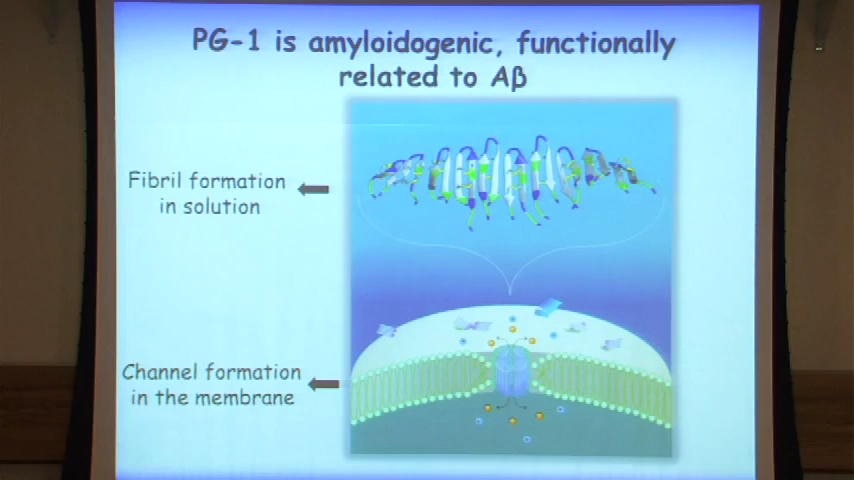 PG-1 is amyloidogenic, functionally
related to Aβ
Fibril formation
in solution
Channel formation
in the membrane